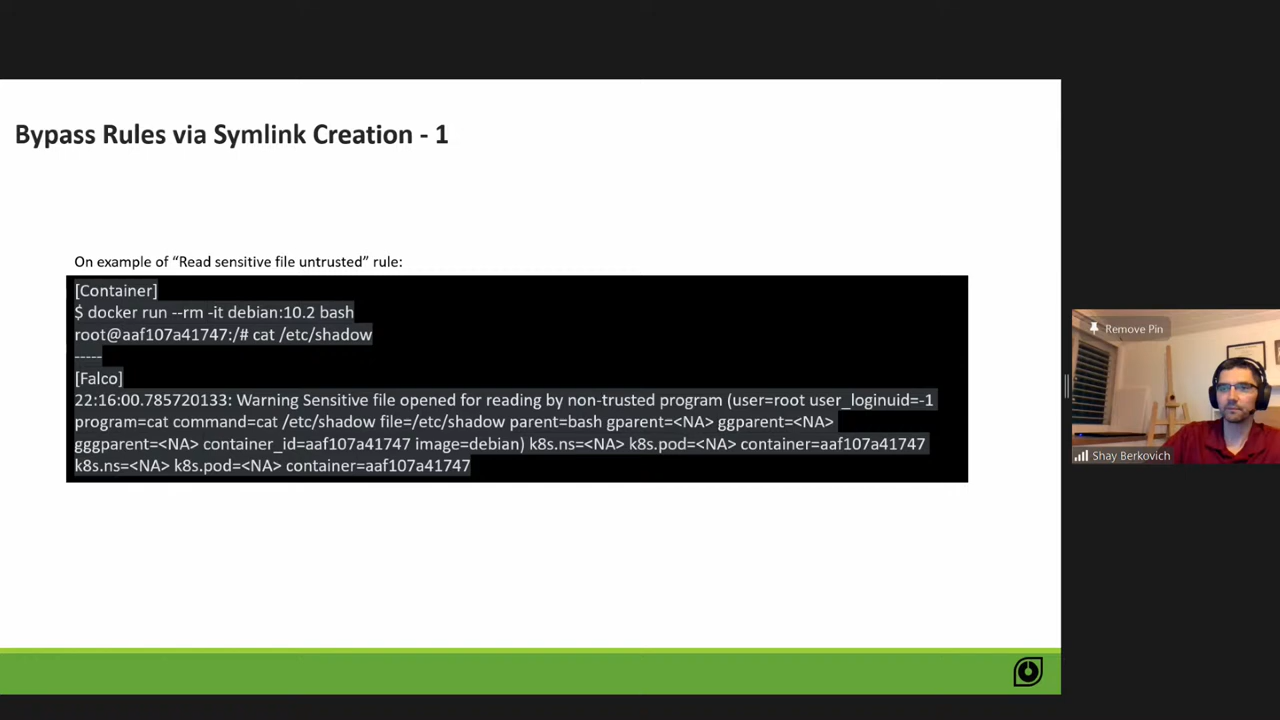 Bypass Rules via Symlink Creation - 1
On example of “Read sensitive file untrusted” rule:
[Container]
$ docker run --rm -it debian:10.2 bash
root@aaf107a41747:/# cat /etc/shadow
-----
[Falco]
22:16:00.785720133: Warning Sensitive file opened for reading by non-trusted program (user=root user_loginuid=-1
program=cat command=cat /etc/shadow file=/etc/shadow parent=bash gparent=<NA> ggparent=<NA>
gggparent=<NA> container_id=aaf107a41747 image=debian) k8s.ns=<NA> k8s.pod=<NA> container=aaf107a41747
k8s.ns=<NA> k8s.pod=<NA> container=aaf107a41747
Remove Pin
Shay Berkovich